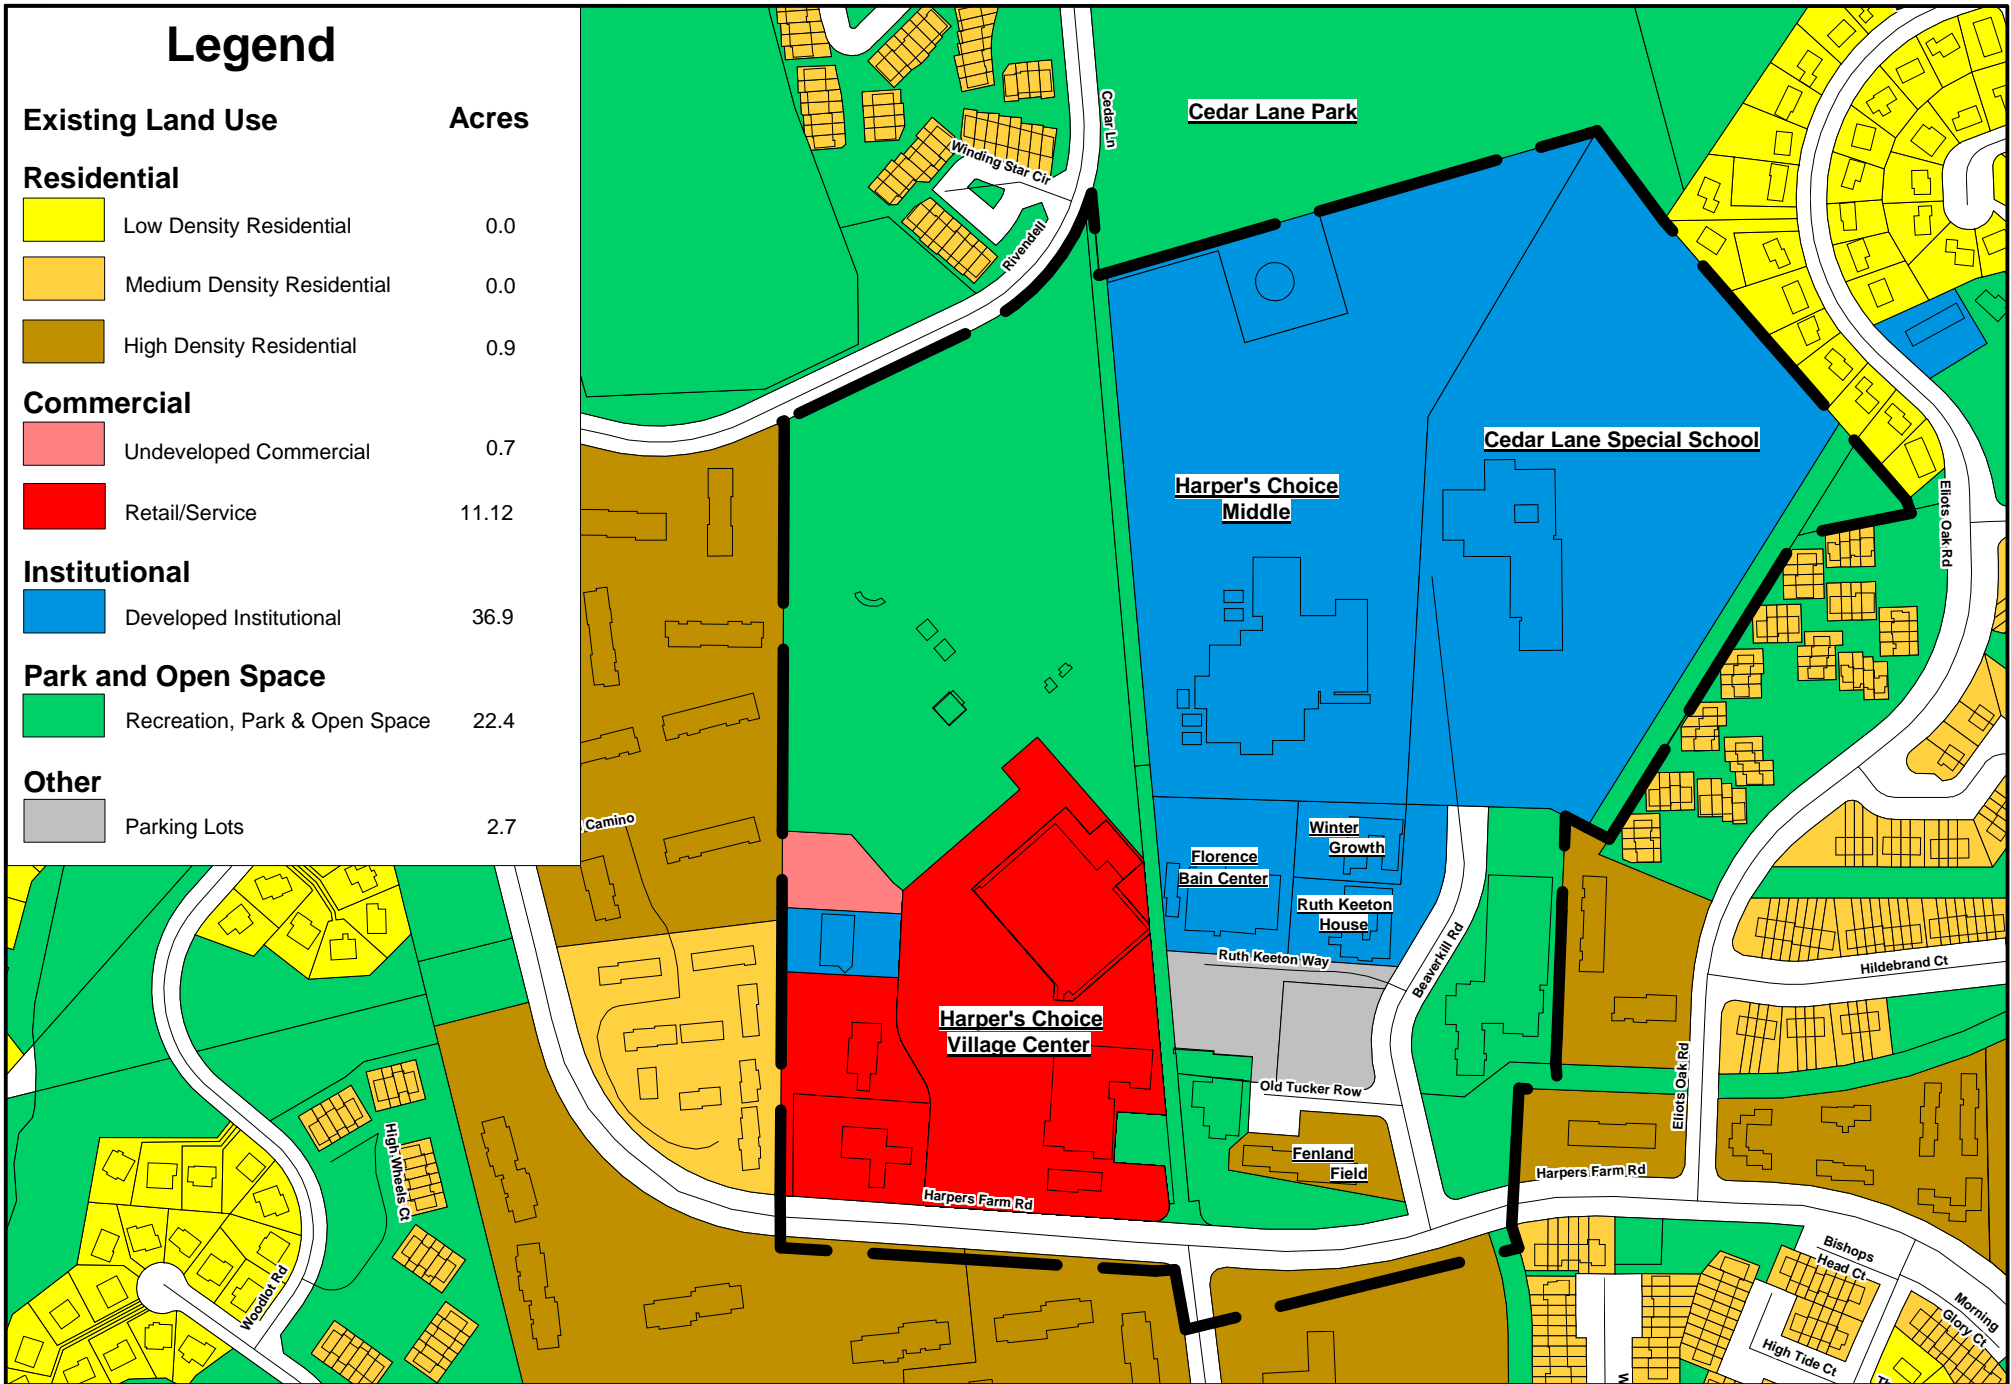 Legend
Existing Land Use Acres
Residential
Low Density Residential 0.0
Medium Density Residential 0.0
High Density Residential 0.9
Commercial
Undeveloped Commercial 0.7
Retail/Service 11.12
Institutional
Developed Institutional 36.9
Park and Open Space
Recreation, Park & Open Space 22.4
Other
Parking Lots 2.7
Cedar Ln
Cedar Lane Park
Winding Star Cir
Rivendell
Cedar Lane Special School
Harper's Choice
Middle
Eliots Oak Rd
Camino
Winter
Growth
Florence
Bain Center
Ruth Keeton
House
Ruth Keeton Way
Beaverkill Rd
Hildebrand Ct
Harper's Choice
Village Center
Old Tucker Row
Eliots Oak Rd
Fenland
Field
Harpers Farm Rd
Harpers Farm Rd
High Wheels Ct
Woodlot Rd
Bishops
Head Ct
Morning
Glory Ct
High Tide Ct